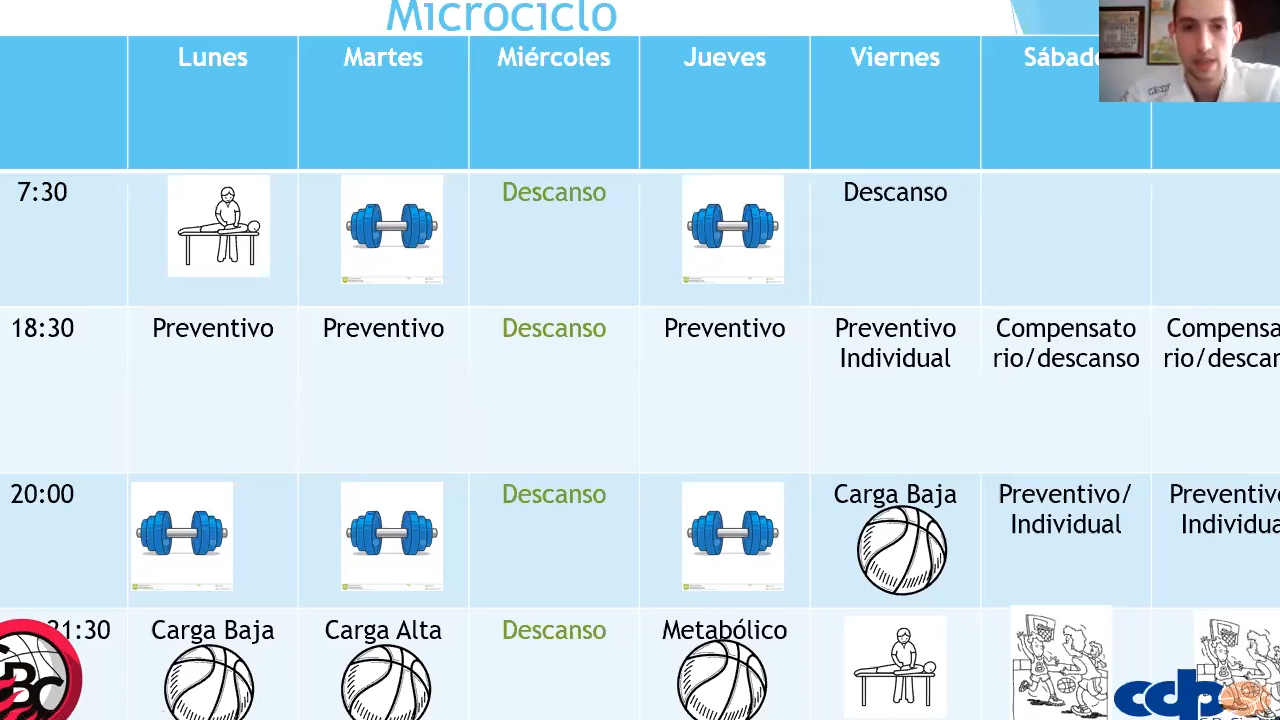 Microciclo
Lunes Martes Miércoles Jueves Viernes
7:30 Descanso Descanso
18:30 Preventivo Preventivo Descanso Preventivo Preventivo Individual Compensato
rio/descanso
20:00 Descanso Carga Baja Preventivo/
Individual
Carga Baja Carga Alta Descanso Metabólico
cdp